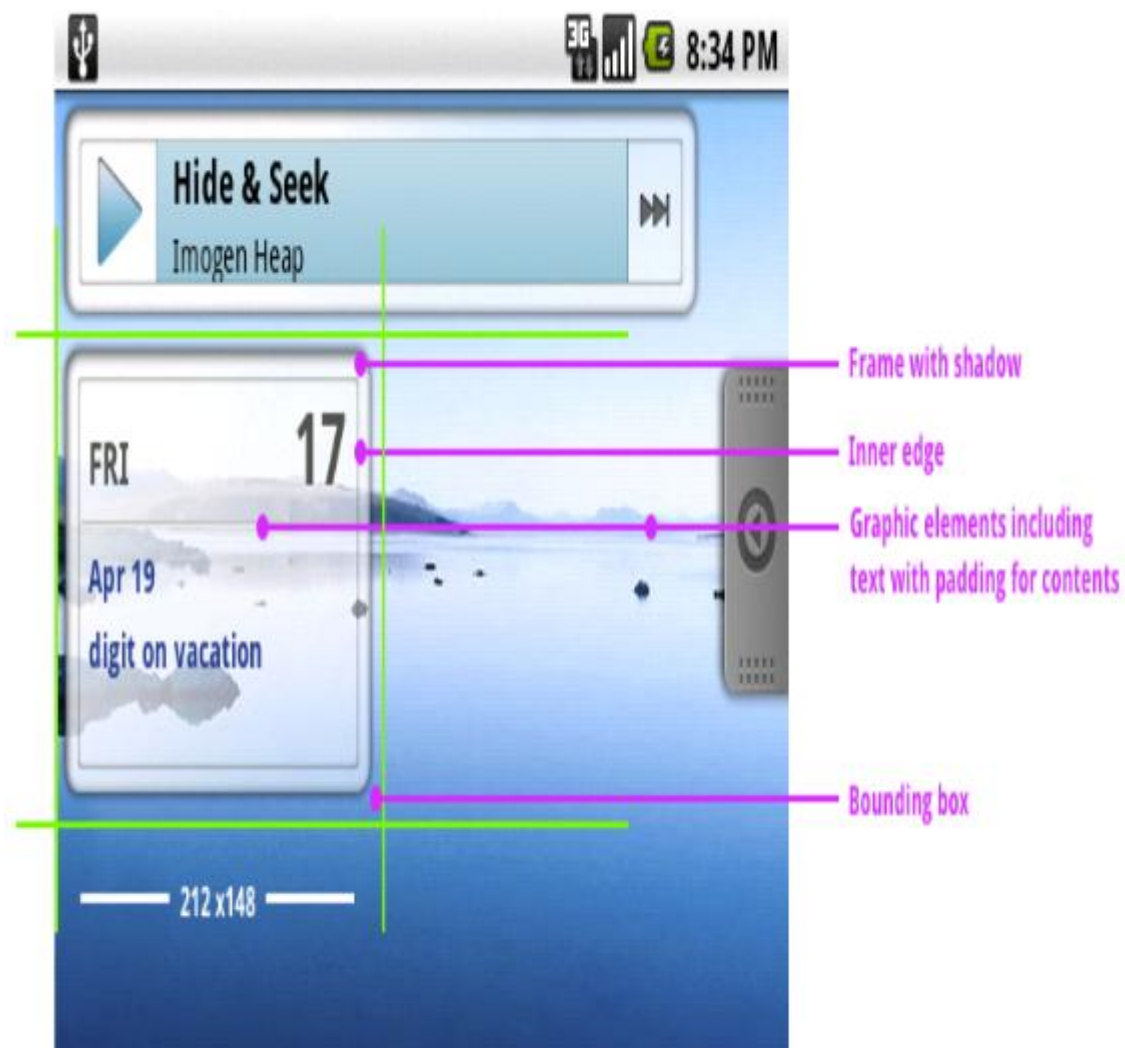 3G
8:34 PM
Hide & Seek
Imogen Heap
Frame with shadow
17
FRI
Inner edge
Graphic elements including
text with padding for contents
Apr 19
digit on vacation
Bounding box
212 x148